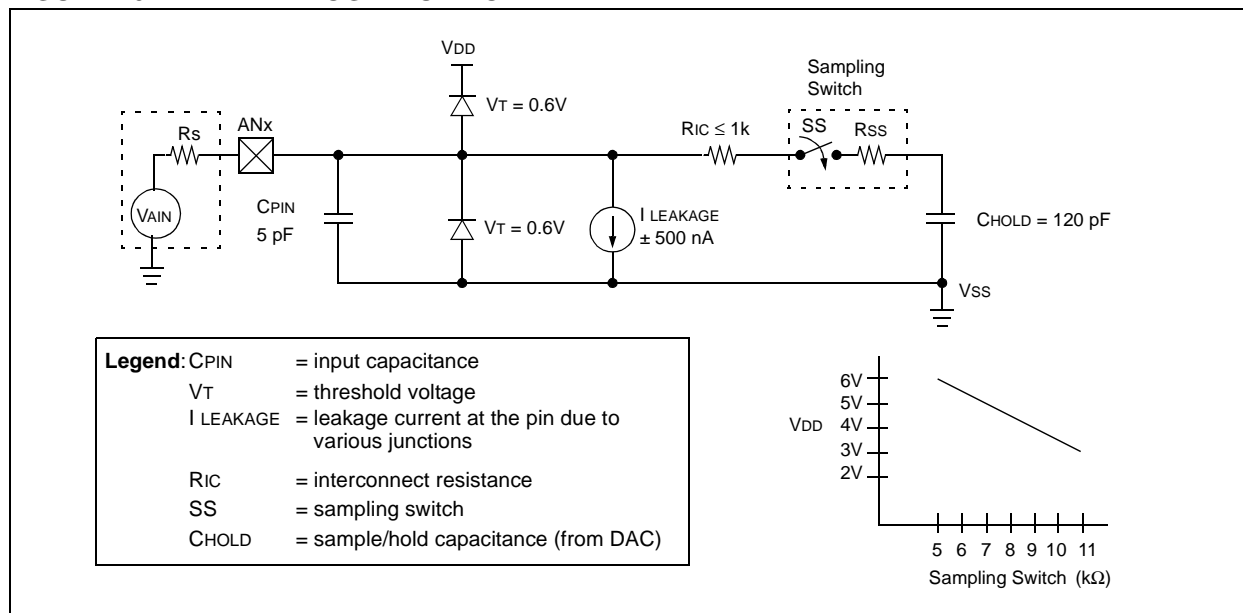 VDD
Sampling
Switch
VT = 0.6V
Rs
ANx
RIC ≤ 1k
SS
RSS
VAIN
CPIN
5 pF
VT = 0.6V
I LEAKAGE
± 500 nA
CHOLD = 120 pF
VSS
Legend: CPIN = input capacitance
VT = threshold voltage
I LEAKAGE = leakage current at the pin due to
various junctions
RIC = interconnect resistance
SS = sampling switch
CHOLD = sample/hold capacitance (from DAC)
6V
5V
VDD 4V
3V
2V
5 6 7 8 9 10 11
Sampling Switch (kΩ)